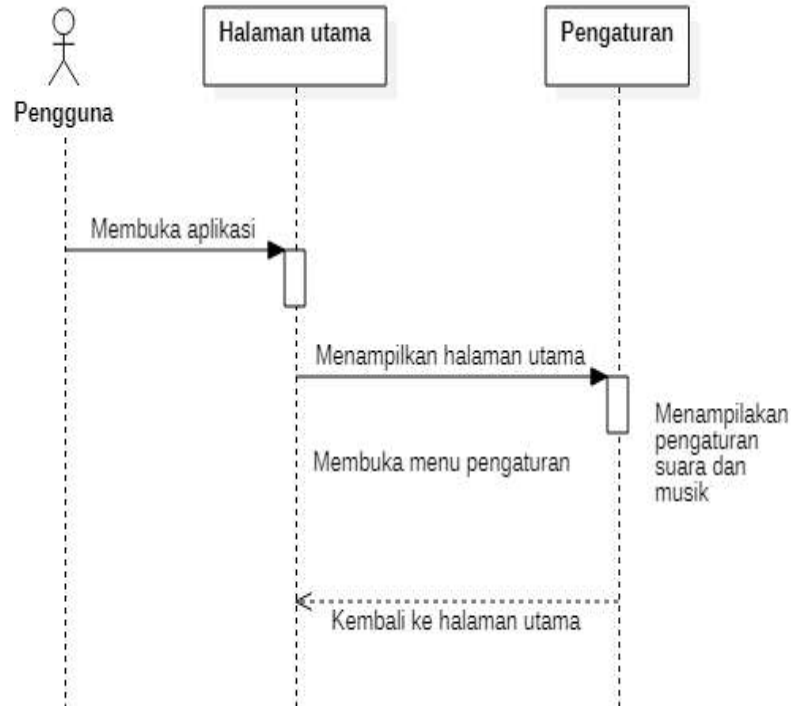 Halaman utama
Pengaturan
Pengguna
Membuka aplikasi
Menampilkan halaman utama
Menampilakan
pengaturan
suara dan
musik
Membuka menu pengaturan
Kembali ke halaman utama